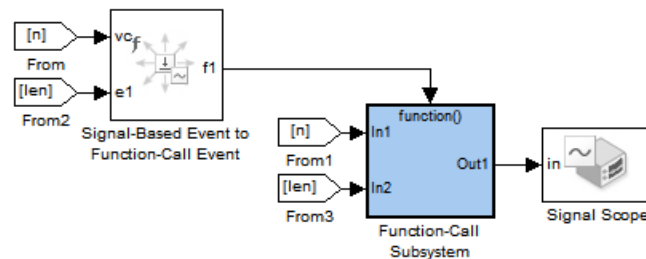 [n]
From
[len]
From2
vc
e1
f1
Signal-Based Event to
Function-Call Event
[n]
From1
[len]
From3
function()
In1
In2
Out1
Function-Call
Subsystem
in
Signal Scope